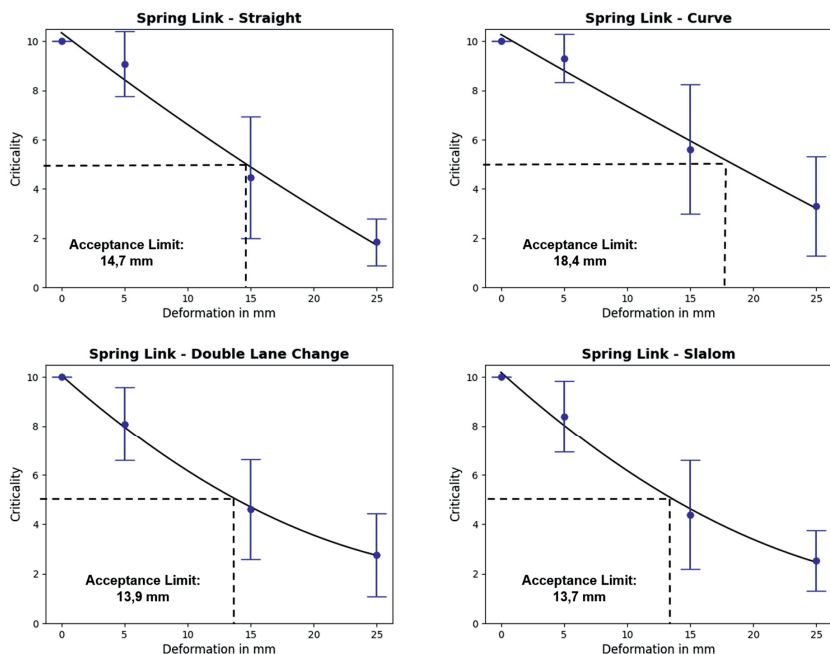 Spring Link - Straight
10
8
6
4
2
0
Criticality
Acceptance Limit:
14,7 mm
0 5 10 15 20 25
Deformation in mm
Spring Link - Curve
10
8
6
4
2
0
Criticality
Acceptance Limit:
18,4 mm
0 5 10 15 20 25
Deformation in mm
Spring Link - Double Lane Change
10
8
6
4
2
0
Criticality
Acceptance Limit:
13,9 mm
0 5 10 15 20 25
Deformation in mm
Spring Link - Slalom
10
8
6
4
2
0
Criticality
Acceptance Limit:
13,7 mm
0 5 10 15 20 25
Deformation in mm